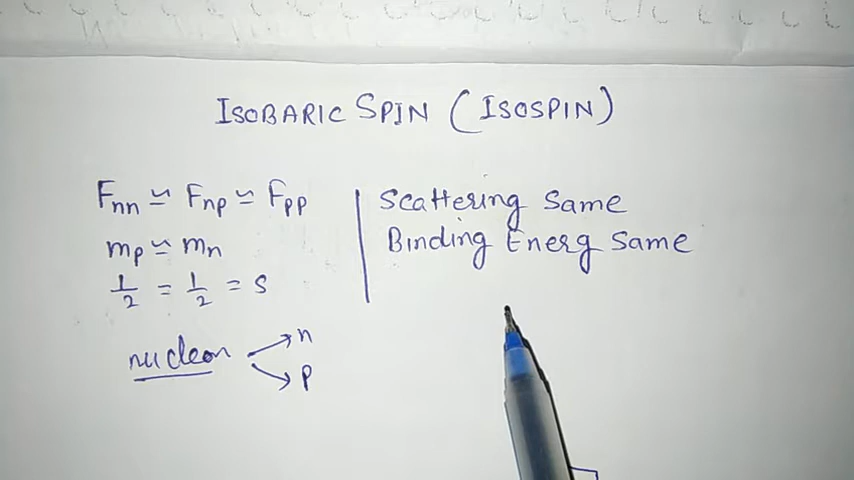 ISOBARIC SPIN (ISOSPIN)
Fnn ≃ Fnp ≃ Fpp
mp ≃ mn
1/2 = 1/2 = s
nucleon
n
p
Scattering Same
Binding Energ Same